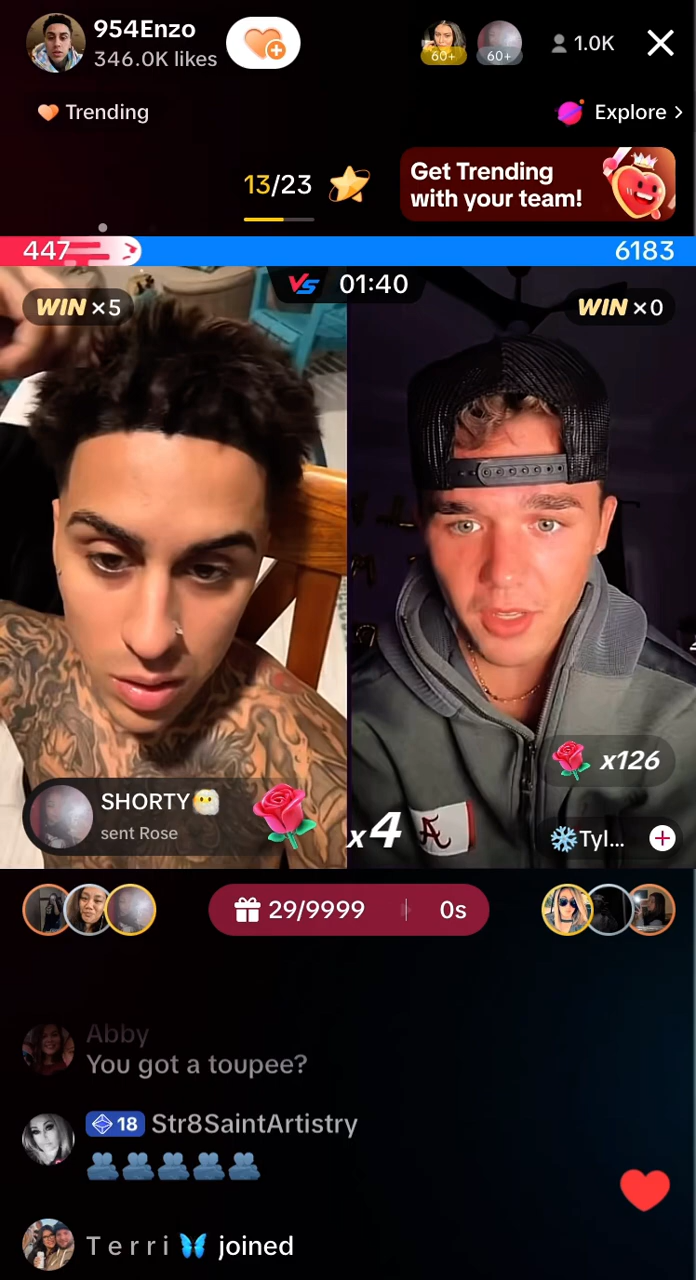 954Enzo
346.0K likes
60+
60+
1.0K
Trending
Explore >
13/23
Get Trending
with your team!
447
6183
VS 01:40
WIN ×5
WIN ×0
x126
SHORTY
sent Rose
x4
A
Tyl...
29/9999 | 0s
Abby
You got a toupee?
18 Str8SaintArtistry
T e r r i joined